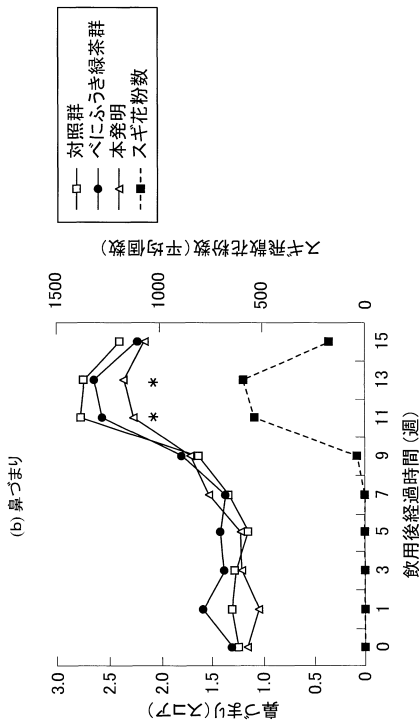 (b) 鼻づまり
対照群
べにふうき緑茶群
本発明
スギ花粉数
鼻づまり(スコア)
3.0
2.5
2.0
1.5
1.0
0.5
0
スギ飛散花粉数(平均個数)
1500
1000
500
0
* *
0 1 3 5 7 9 11 13 15
飲用後経過時間(週)